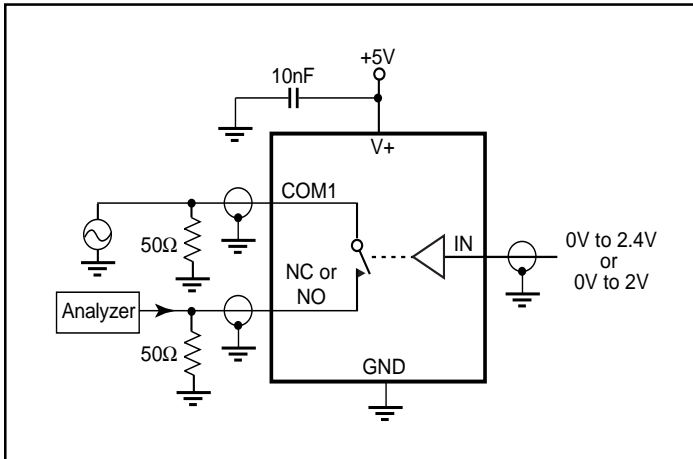 +5V
10nF
V+
COM1
50Ω
IN
0V to 2.4V
or
0V to 2V
NC or
NO
Analyzer
50Ω
GND